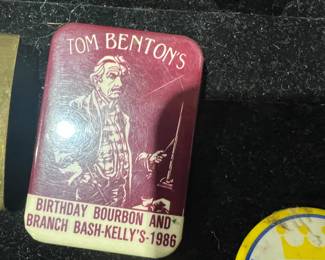 TOM BENTON'S
BIRTHDAY BOURBON AND
BRANCH BASH-KELLY'S-1986